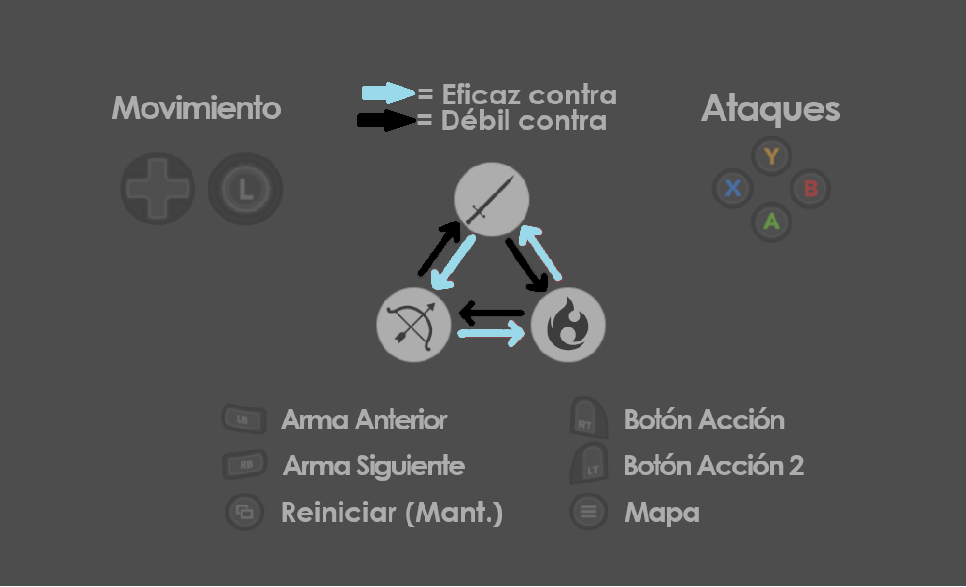 Movimiento
= Eficaz contra
= Débil contra
Ataques
L
Y
X
B
A
LB Arma Anterior
RT Botón Acción
RB Arma Siguiente
LT Botón Acción 2
Reiniciar (Mant.)
Mapa